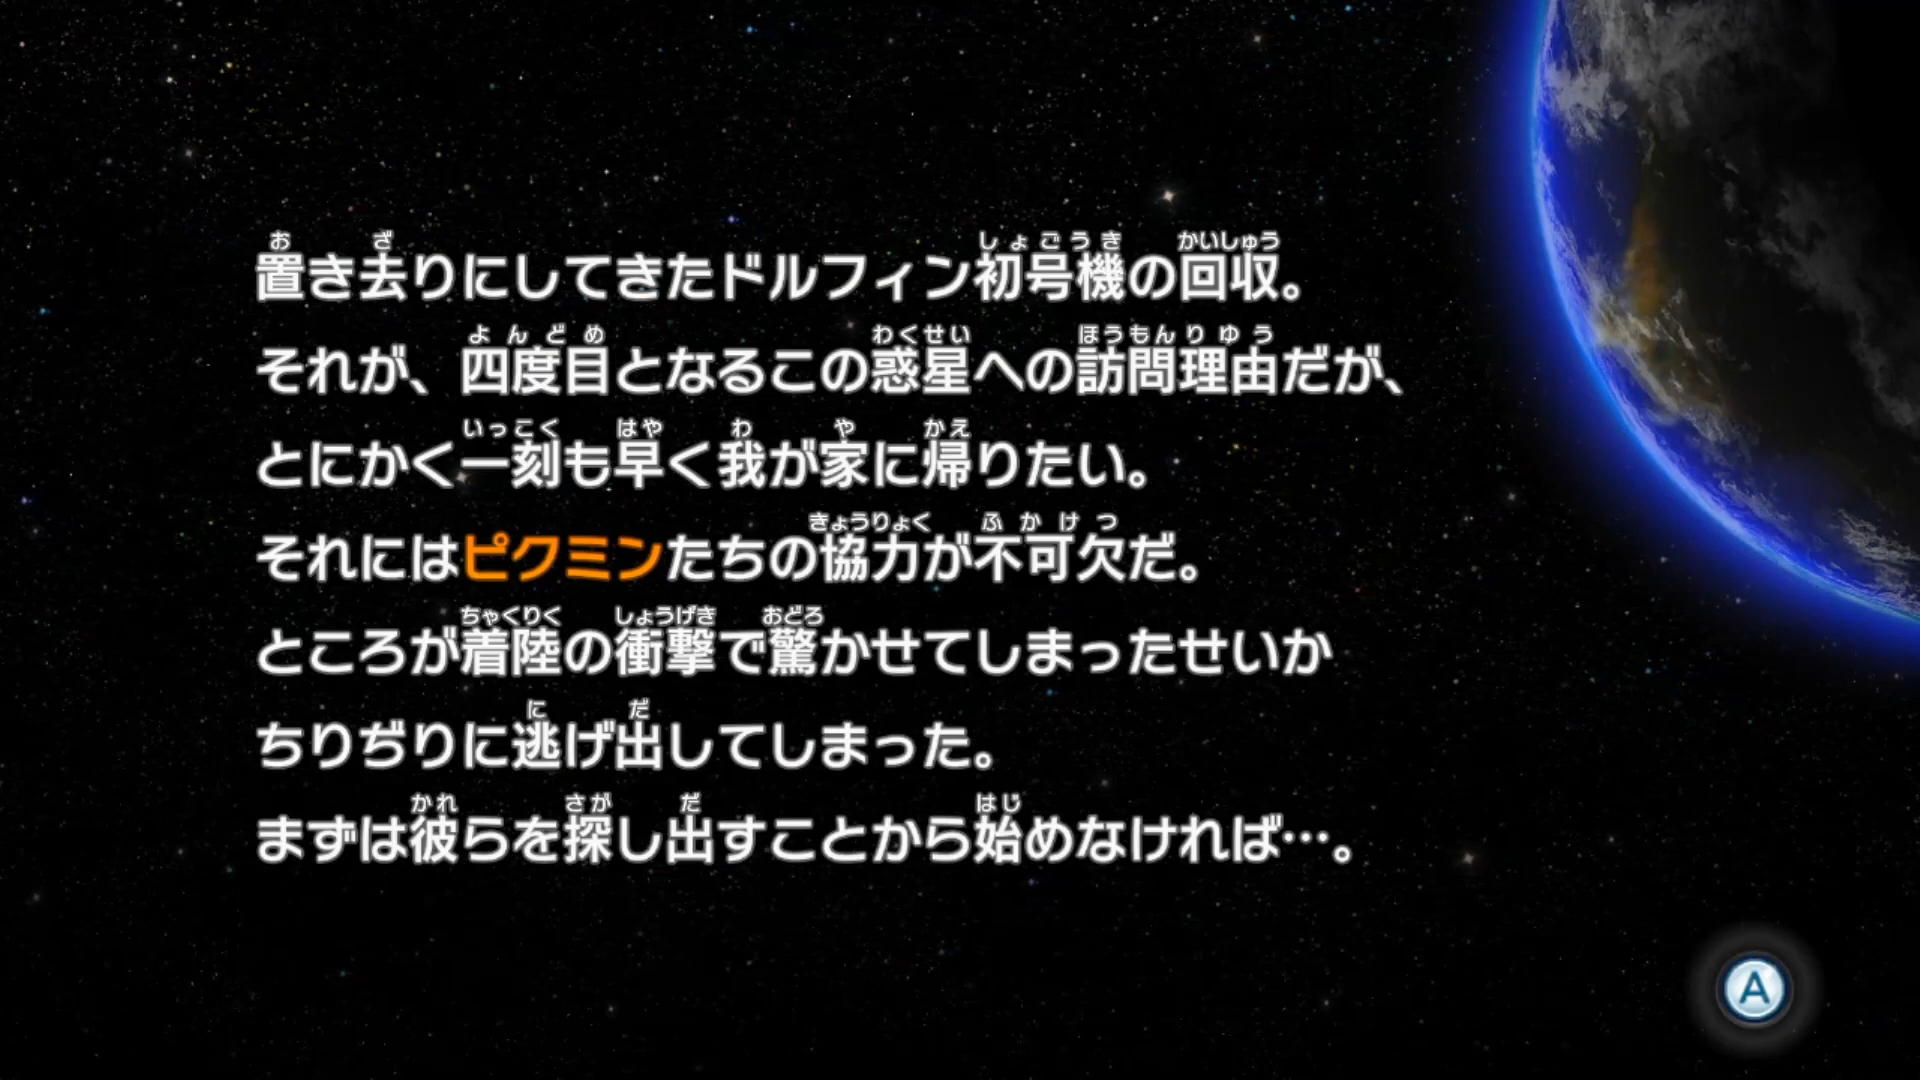 置き去りにしてきたドルフィン初号機の回収。
それが、四度目となるこの惑星への訪問理由だが、
とにかく一刻も早く我が家に帰りたい。
それにはピクミンたちの協力が不可欠だ。
ところが着陸の衝撃で驚かせてしまったせいか
ちりぢりに逃げ出してしまった。
まずは彼らを探し出すことから始めなければ…。
A